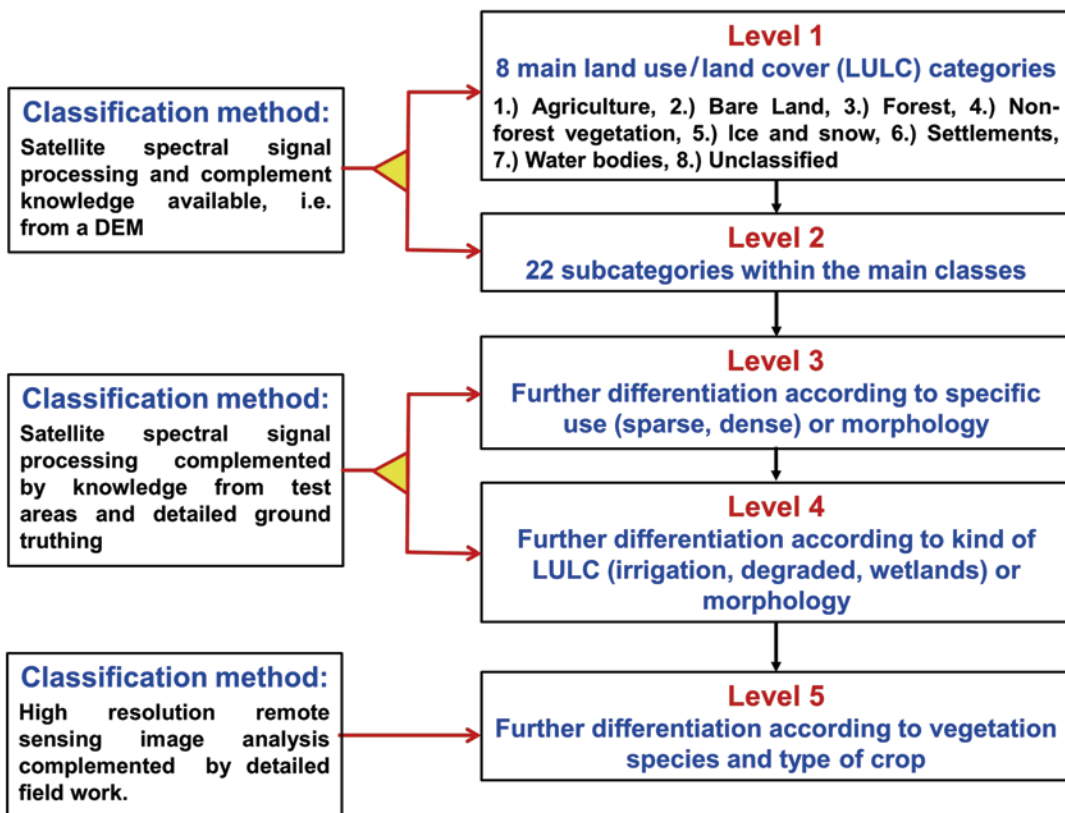 Level 1
8 main land use/land cover (LULC) categories
1.) Agriculture, 2.) Bare Land, 3.) Forest, 4.) Non-
forest vegetation, 5.) Ice and snow, 6.) Settlements,
7.) Water bodies, 8.) Unclassified
Classification method:
Satellite spectral signal
processing and complement
knowledge available, i.e.
from a DEM
Level 2
22 subcategories within the main classes
Level 3
Further differentiation according to specific
use (sparse, dense) or morphology
Classification method:
Satellite spectral signal
processing complemented
by knowledge from test
areas and detailed ground
truthing
Level 4
Further differentiation according to kind of
LULC (irrigation, degraded, wetlands) or
morphology
Classification method:
High resolution remote
sensing image analysis
complemented by detailed
field work.
Level 5
Further differentiation according to vegetation
species and type of crop